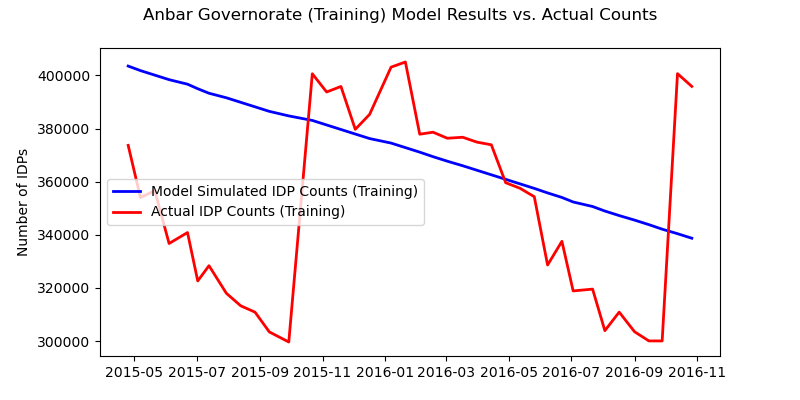 Anbar Governorate (Training) Model Results vs. Actual Counts
Number of IDPs
400000
380000
360000
340000
320000
300000
Model Simulated IDP Counts (Training)
Actual IDP Counts (Training)
2015-05 2015-07 2015-09 2015-11 2016-01 2016-03 2016-05 2016-07 2016-09 2016-11